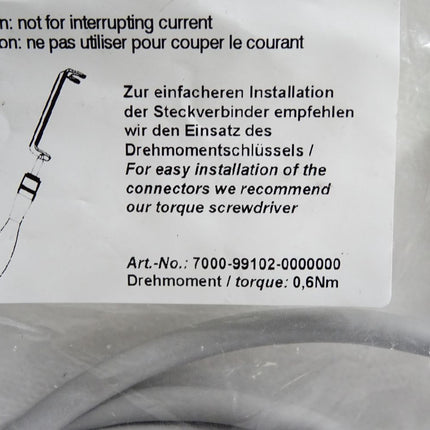 n: not for interrupting current
on: ne pas utiliser pour couper le courant
Zur einfacheren Installation
der Steckverbinder empfehlen
wir den Einsatz des
Drehmomentschlüssels /
For easy installation of the
connectors we recommend
our torque screwdriver
Art.-No.: 7000-99102-0000000
Drehmoment / torque: 0,6Nm